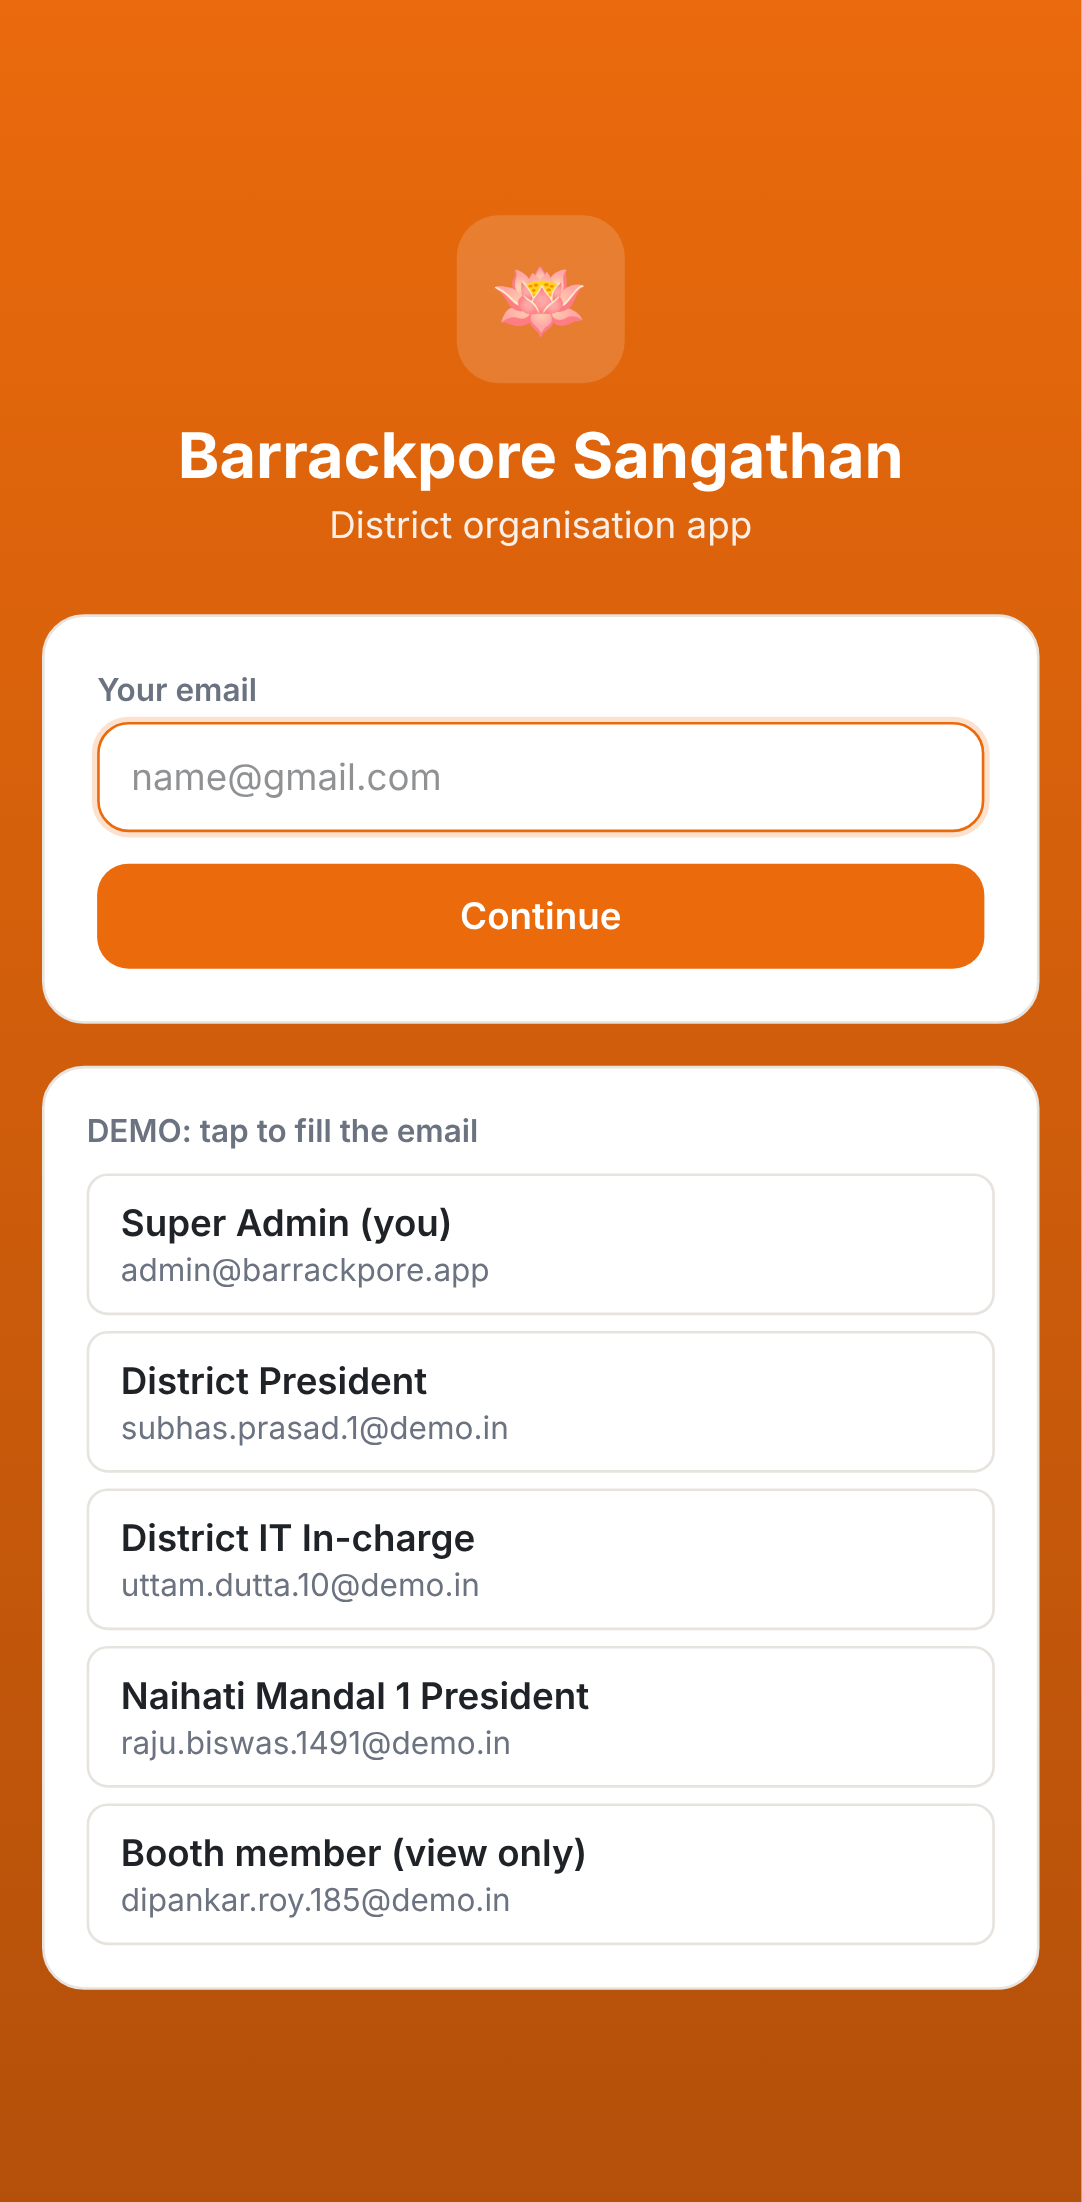 Barrackpore Sangathan
District organisation app
Your email
name@gmail.com
Continue
DEMO: tap to fill the email
Super Admin (you)
admin@barrackpore.app
District President
subhas.prasad.1@demo.in
District IT In-charge
uttam.dutta.10@demo.in
Naihati Mandal 1 President
raju.biswas.1491@demo.in
Booth member (view only)
dipankar.roy.185@demo.in